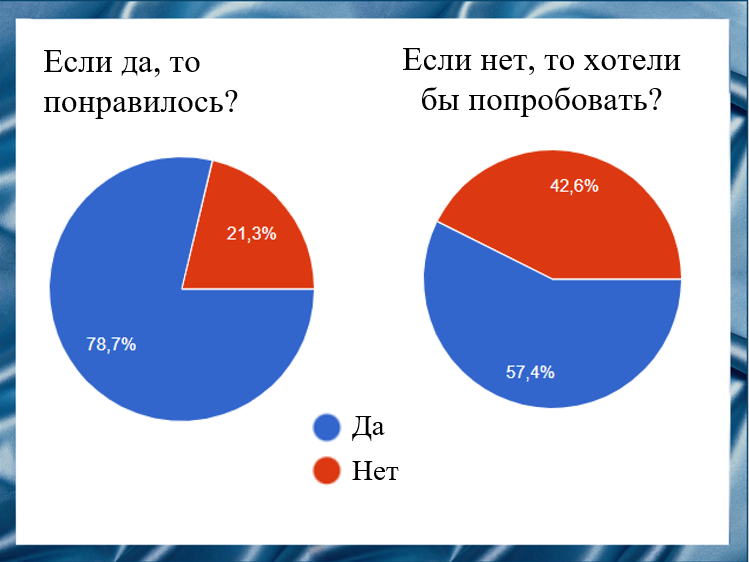 Если да, то
понравилось?
Если нет, то хотели
бы попробовать?
21,3%
78,7%
42,6%
57,4%
Да
Нет